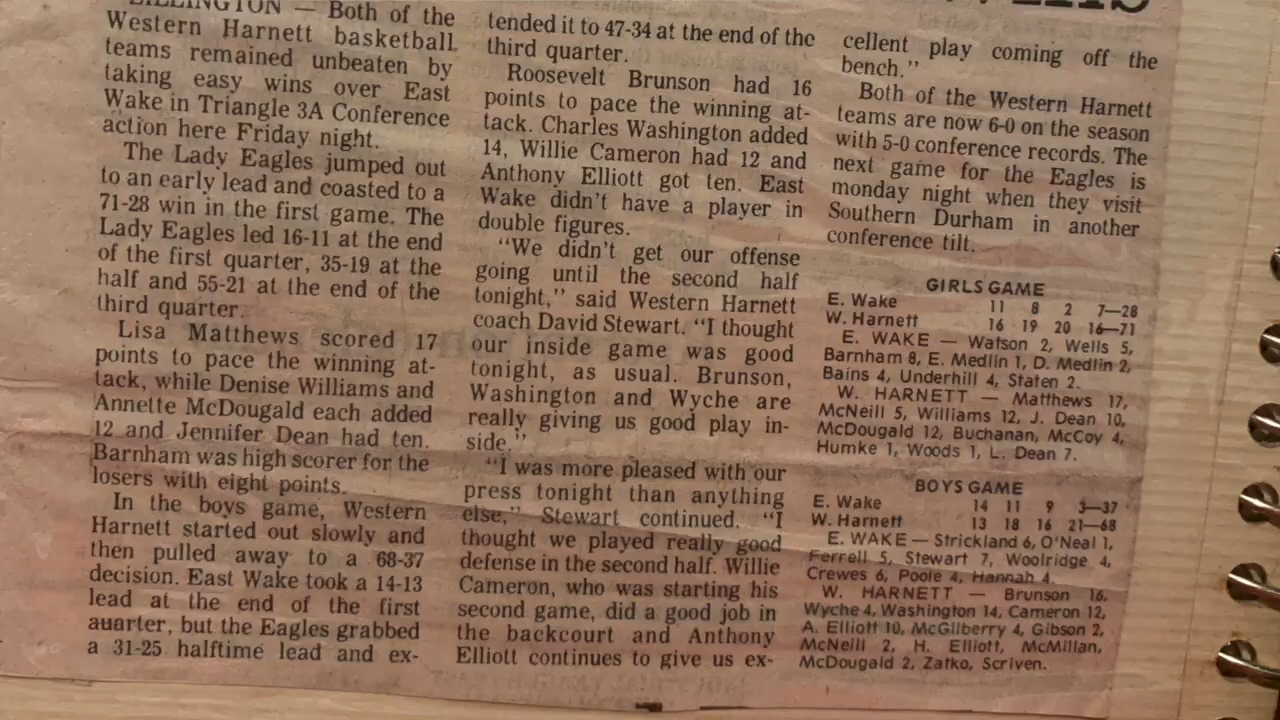 LILLINGTON — Both of the
Western Harnett basketball
teams remained unbeaten by
taking easy wins over East
Wake in Triangle 3A Conference
action here Friday night.
The Lady Eagles jumped out
to an early lead and coasted to a
71-28 win in the first game. The
Lady Eagles led 16-11 at the end
of the first quarter, 35-19 at the
half and 55-21 at the end of the
third quarter.
Lisa Matthews scored 17
points to pace the winning at-
tack, while Denise Williams and
Annette McDougald each added
12 and Jennifer Dean had ten.
Barnham was high scorer for the
losers with eight points.
In the boys game, Western
Harnett started out slowly and
then pulled away to a 68-37
decision. East Wake took a 14-13
lead at the end of the first
quarter, but the Eagles grabbed
a 31-25 halftime lead and ex-
tended it to 47-34 at the end of the
third quarter.
Roosevelt Brunson had 16
points to pace the winning at-
tack. Charles Washington added
14, Willie Cameron had 12 and
Anthony Elliott got ten. East
Wake didn't have a player in
double figures.
"We didn't get our offense
going until the second half
tonight," said Western Harnett
coach David Stewart. "I thought
our inside game was good
tonight, as usual. Brunson,
Washington and Wyche are
really giving us good play in-
side."
"I was more pleased with our
press tonight than anything
else," Stewart continued. "I
thought we played really good
defense in the second half. Willie
Cameron, who was starting his
second game, did a good job in
the backcourt and Anthony
Elliott continues to give us ex-
cellent play coming off the
bench."
Both of the Western Harnett
teams are now 6-0 on the season
with 5-0 conference records. The
next game for the Eagles is
monday night when they visit
Southern Durham in another
conference tilt.
GIRLS GAME
E. Wake 11 8 2 7—28
W. Harnett 16 19 20 16—71
E. WAKE — Watson 2, Wells 5,
Barnham 8, E. Medlin 1, D. Medlin 2,
Bains 4, Underhill 4, Staten 2.
W. HARNETT — Matthews 17,
McNeill 5, Williams 12, J. Dean 10,
McDougald 12, Buchanan, McCoy 4,
Humke 1, Woods 1, L. Dean 7.
BOYS GAME
E. Wake 14 11 9 3—37
W. Harnett 13 18 16 21—68
E. WAKE — Strickland 6, O'Neal 1,
Ferrell 5, Stewart 7, Woolridge 4,
Crewes 6, Poole 4, Hannah 4.
W. HARNETT — Brunson 16,
Wyche 4, Washington 14, Cameron 12,
A. Elliott 10, McGilberry 4, Gibson 2,
McNeill 2, H. Elliott, McMillan,
McDougald 2, Zatko, Scriven.